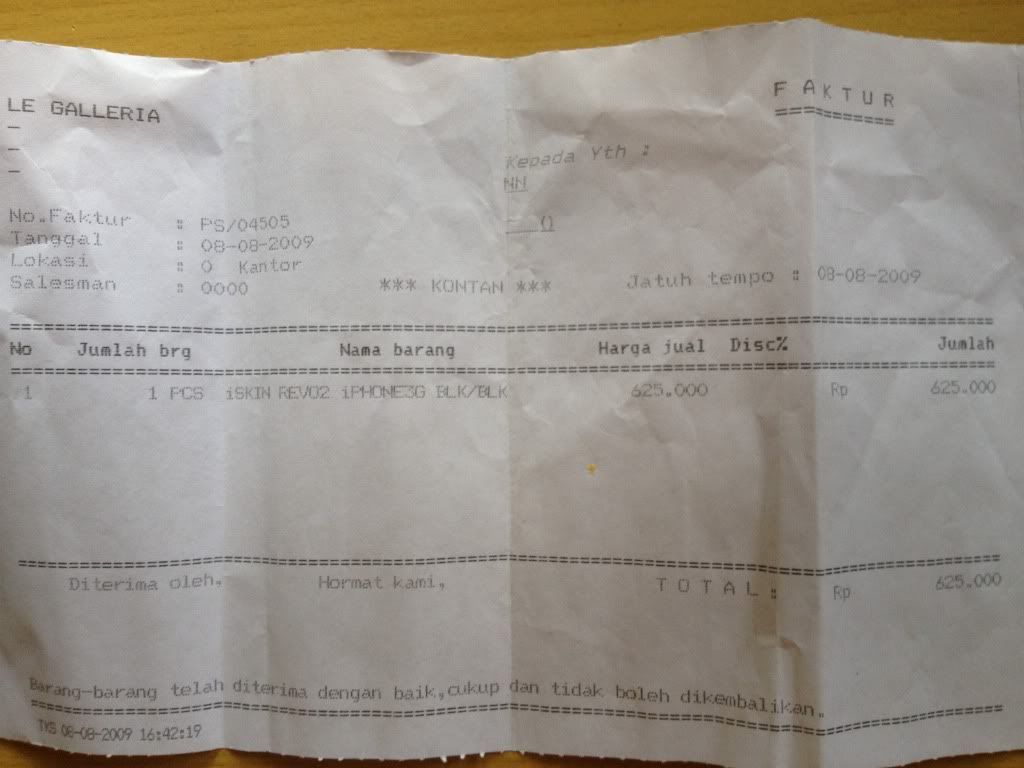 LE GALLERIA
F A K T U R
===========
-
-
-
Kepada Yth :
NN
()
No.Faktur : PS/04505
Tanggal : 08-08-2009
Lokasi : 0 Kantor
Salesman : 0000
*** KONTAN ***
Jatuh tempo : 08-08-2009
No Jumlah brg Nama barang Harga jual Disc% Jumlah
1 1 PCS iSKIN REVO2 iPHONE3G BLK/BLK 625.000 Rp 625.000
Diterima oleh, Hormat kami, T O T A L : Rp 625.000
Barang-barang telah diterima dengan baik,cukup dan tidak boleh dikembalikan.
08-08-2009 16:42:19